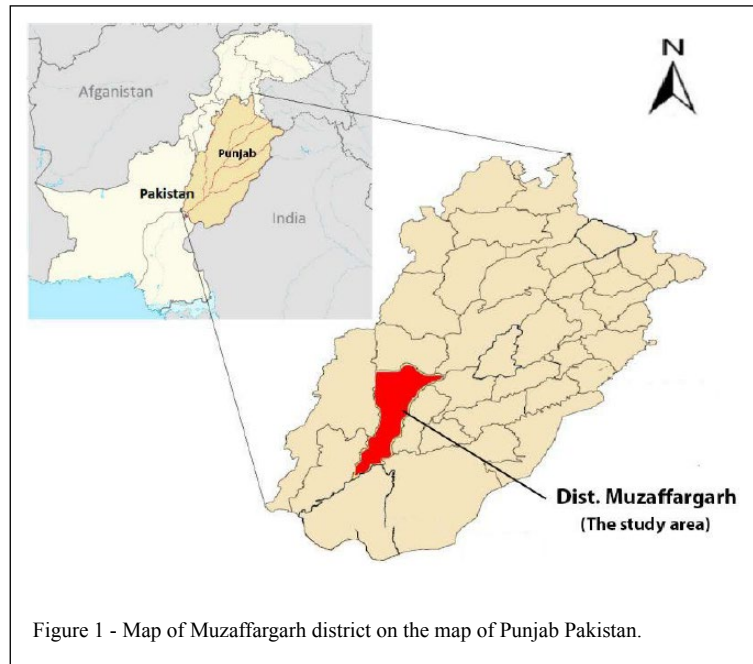 Afganistan
Punjab
Pakistan
India
N
Dist. Muzaffargarh
(The study area)
Figure 1 - Map of Muzaffargarh district on the map of Punjab Pakistan.